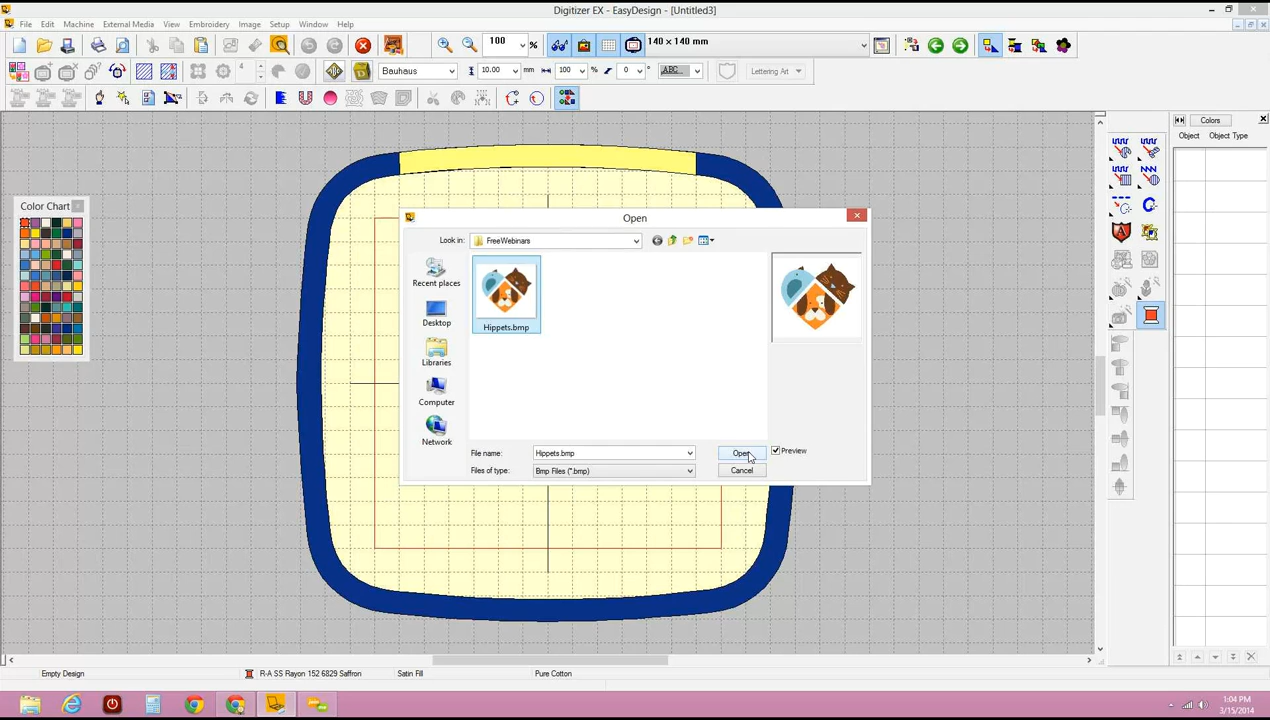 Digitizer EX - EasyDesign - [Untitled3]
File Edit Machine View External Media Embroidery Image Setup Window Help
100 % 140 × 140 mm
4 Bauhaus 10.00 mm 100 % 0 ABC Lettering Art
Colors
Object Object Type
Color Chart
Open
Look in: FreeWebinars
Recent places
Desktop
Libraries
Computer
Network
Hippets.bmp
File name: Hippets.bmp Open Preview
Files of type: Bmp Files (*.bmp) Cancel
Empty Design R-A SS Rayon 152 6829 Saffron Satin Fill Pure Cotton
1:04 PM
3/15/2014